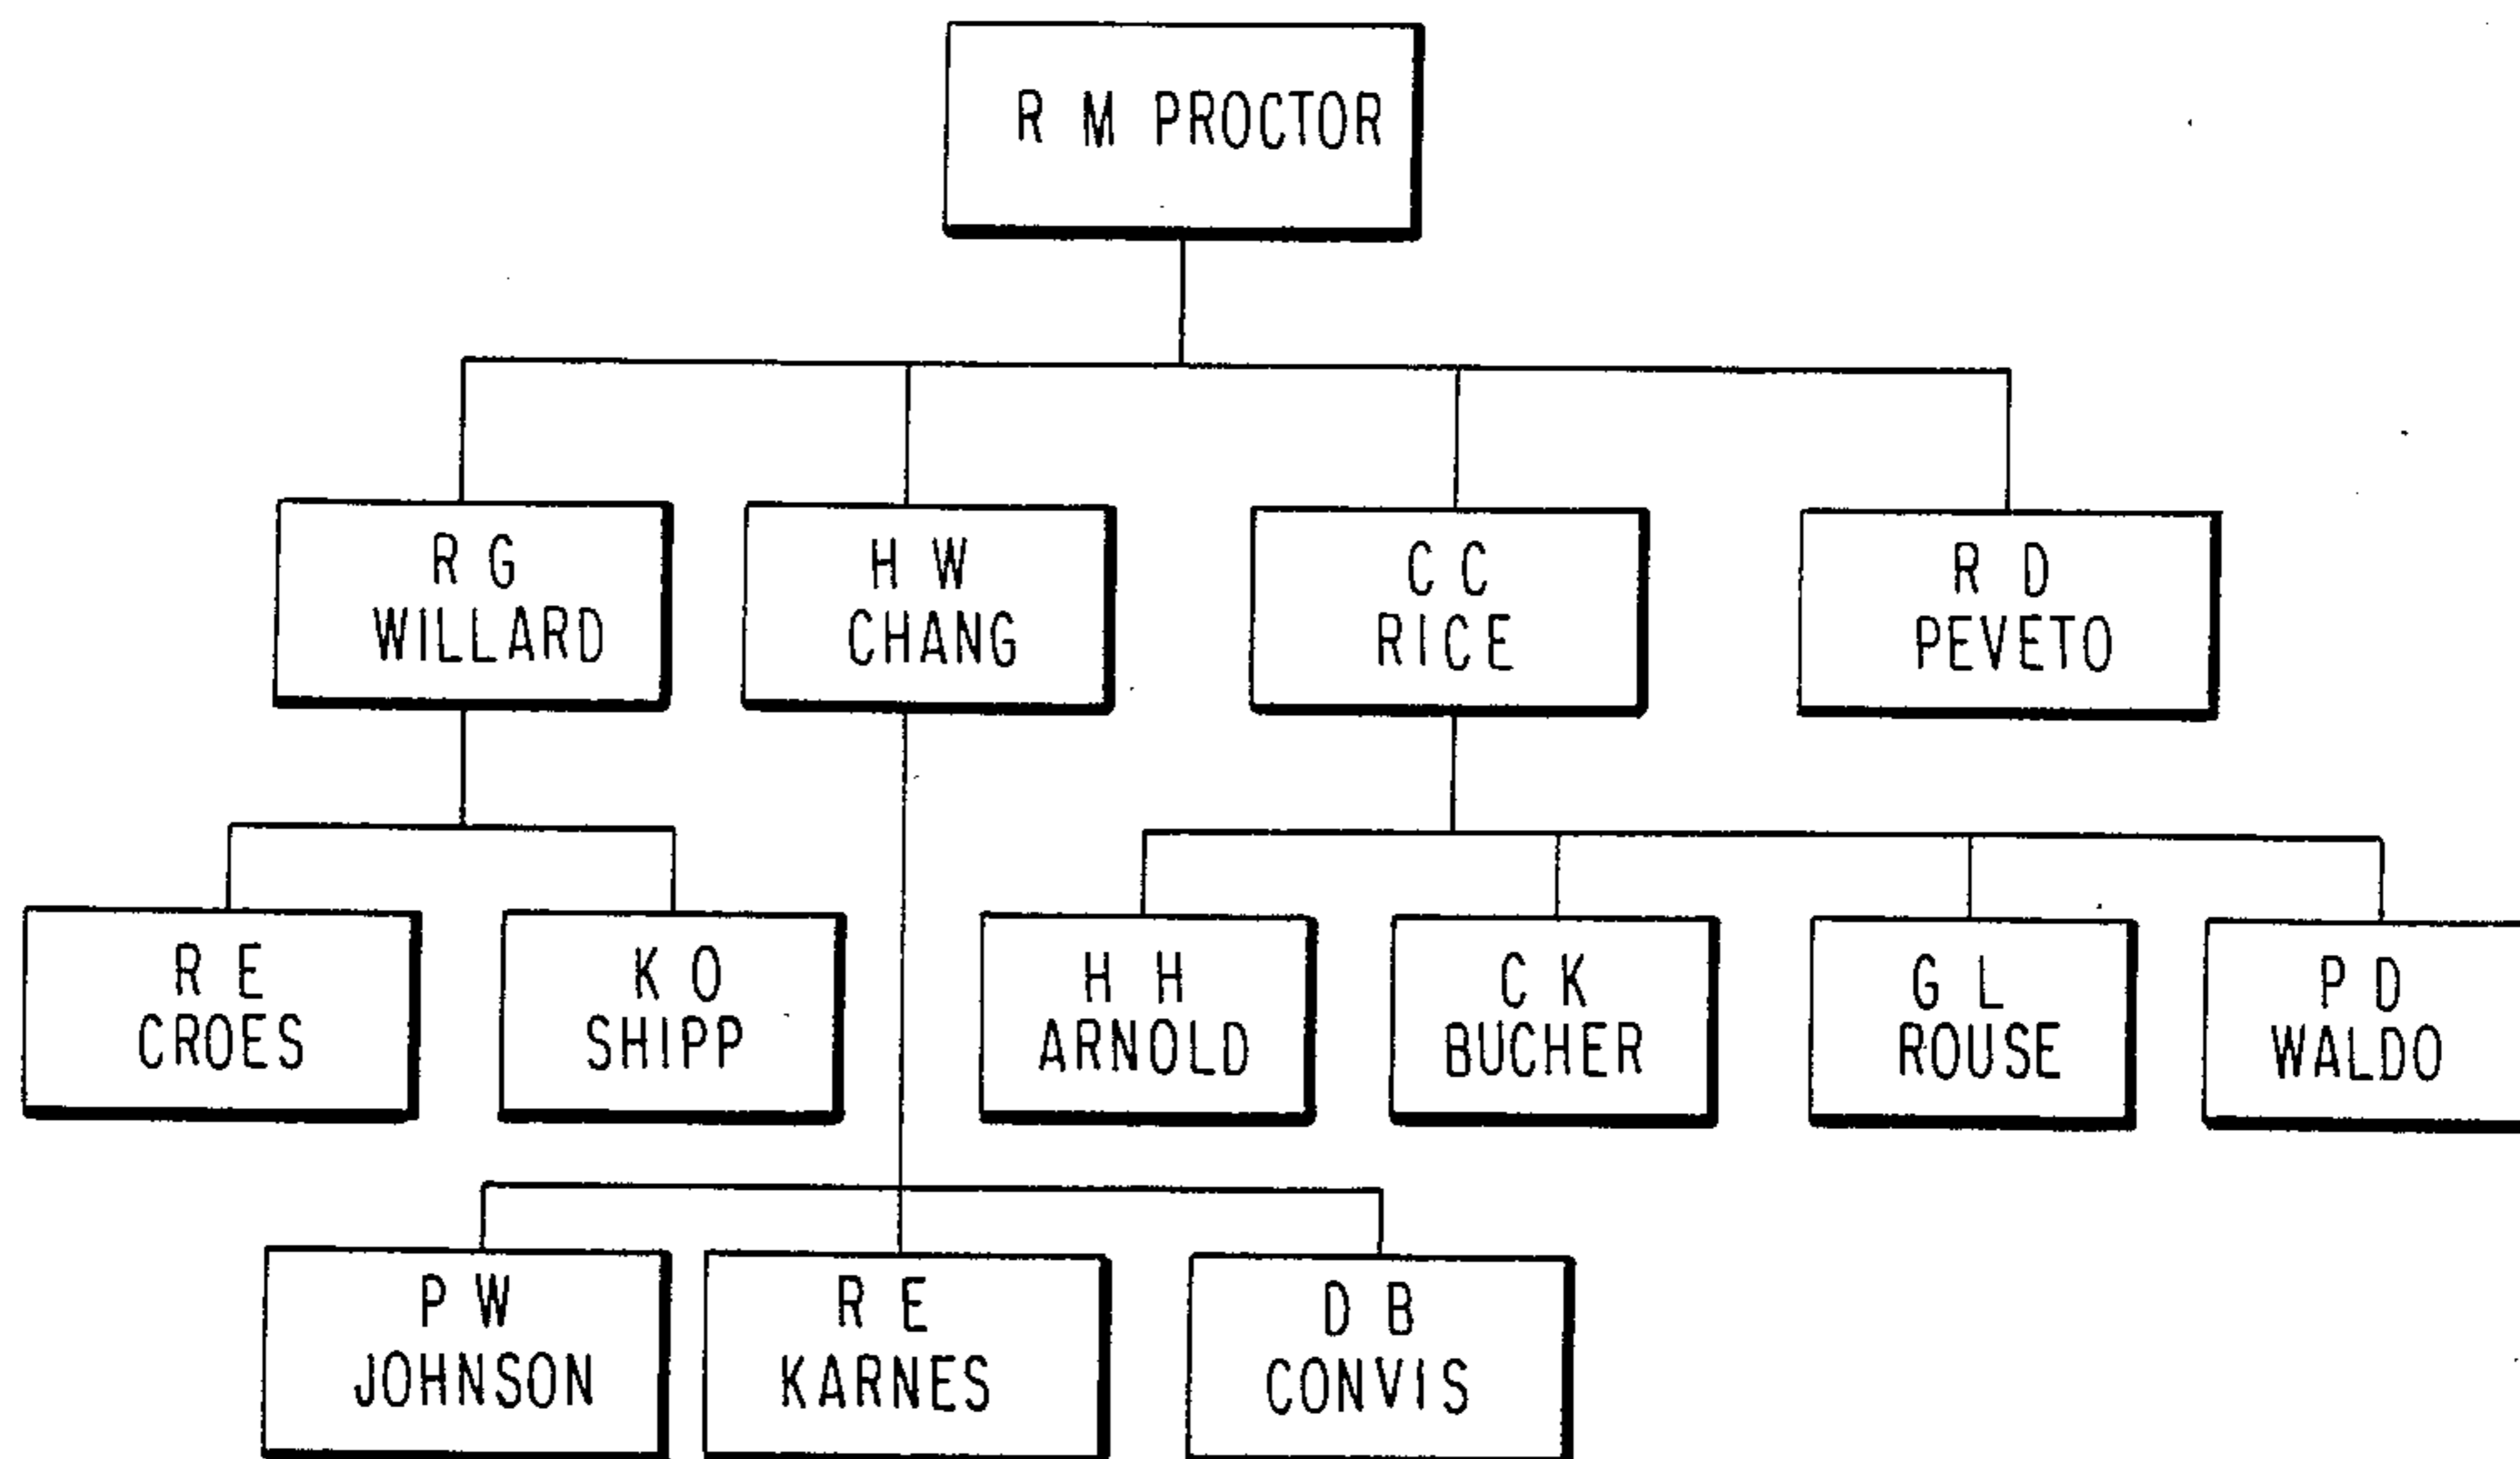 R M PROCTOR
R G
WILLARD
H W
CHANG
C C
RICE
R D
PEVETO
R E
CROES
K O
SHIPP
H H
ARNOLD
C K
BUCHER
G L
ROUSE
P D
WALDO
P W
JOHNSON
R E
KARNES
D B
CONVIS